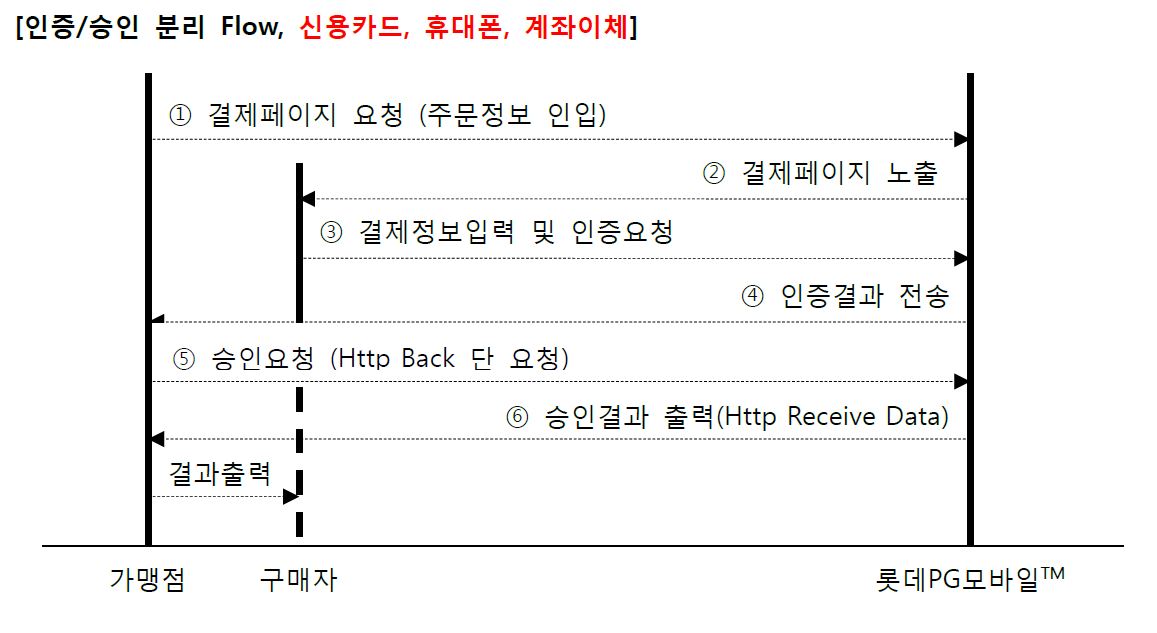 [인증/승인 분리 Flow, 신용카드, 휴대폰, 계좌이체]
① 결제페이지 요청 (주문정보 인입)
② 결제페이지 노출
③ 결제정보입력 및 인증요청
④ 인증결과 전송
⑤ 승인요청 (Http Back 단 요청)
⑥ 승인결과 출력(Http Receive Data)
결과출력
가맹점 구매자 롯데PG모바일™